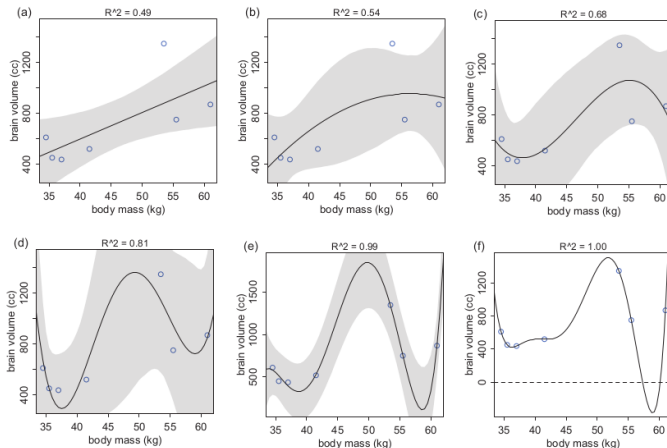 (a) R^2 = 0.49
brain volume (cc)
1200
800
400
35 40 45 50 55 60
body mass (kg)
(b) R^2 = 0.54
brain volume (cc)
1200
800
400
35 40 45 50 55 60
body mass (kg)
(c) R^2 = 0.68
brain volume (cc)
1200
800
400
35 40 45 50 55 60
body mass (kg)
(d) R^2 = 0.81
brain volume (cc)
1200
800
400
35 40 45 50 55 60
body mass (kg)
(e) R^2 = 0.99
brain volume (cc)
1500
500
35 40 45 50 55 60
body mass (kg)
(f) R^2 = 1.00
brain volume (cc)
1200
400
0
35 40 45 50 55 60
body mass (kg)